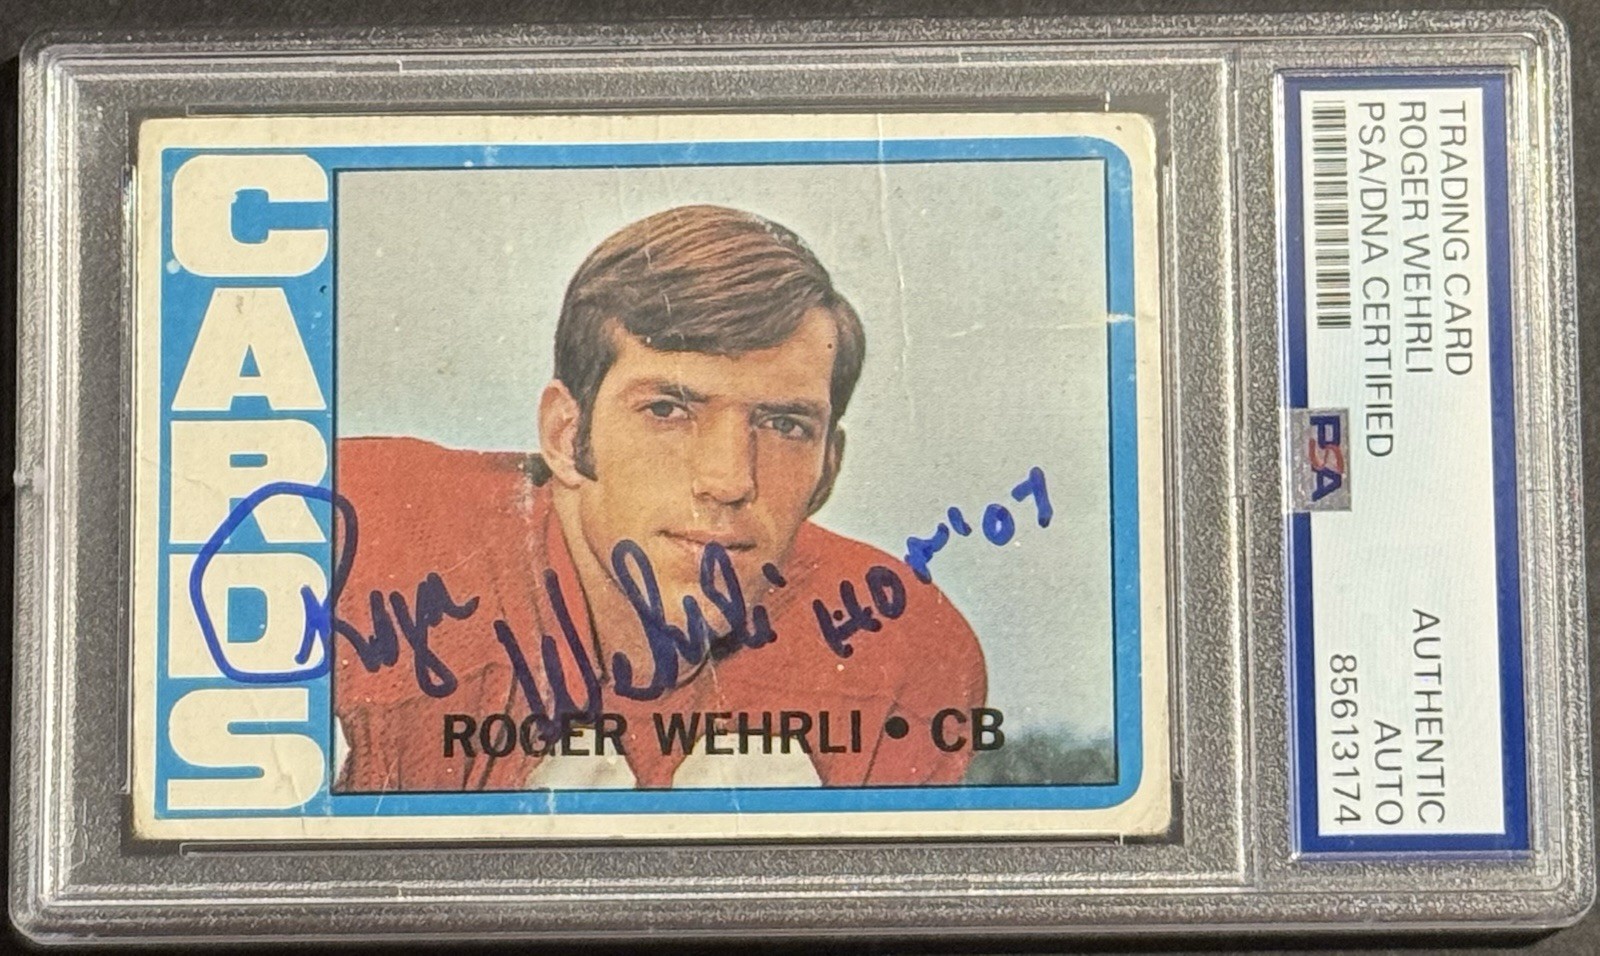 CARDS
Roger Wehrli HOF '07
ROGER WEHRLI • CB
TRADING CARD
ROGER WEHRLI
PSA/DNA CERTIFIED
PSA
AUTHENTIC
AUTO
85613174